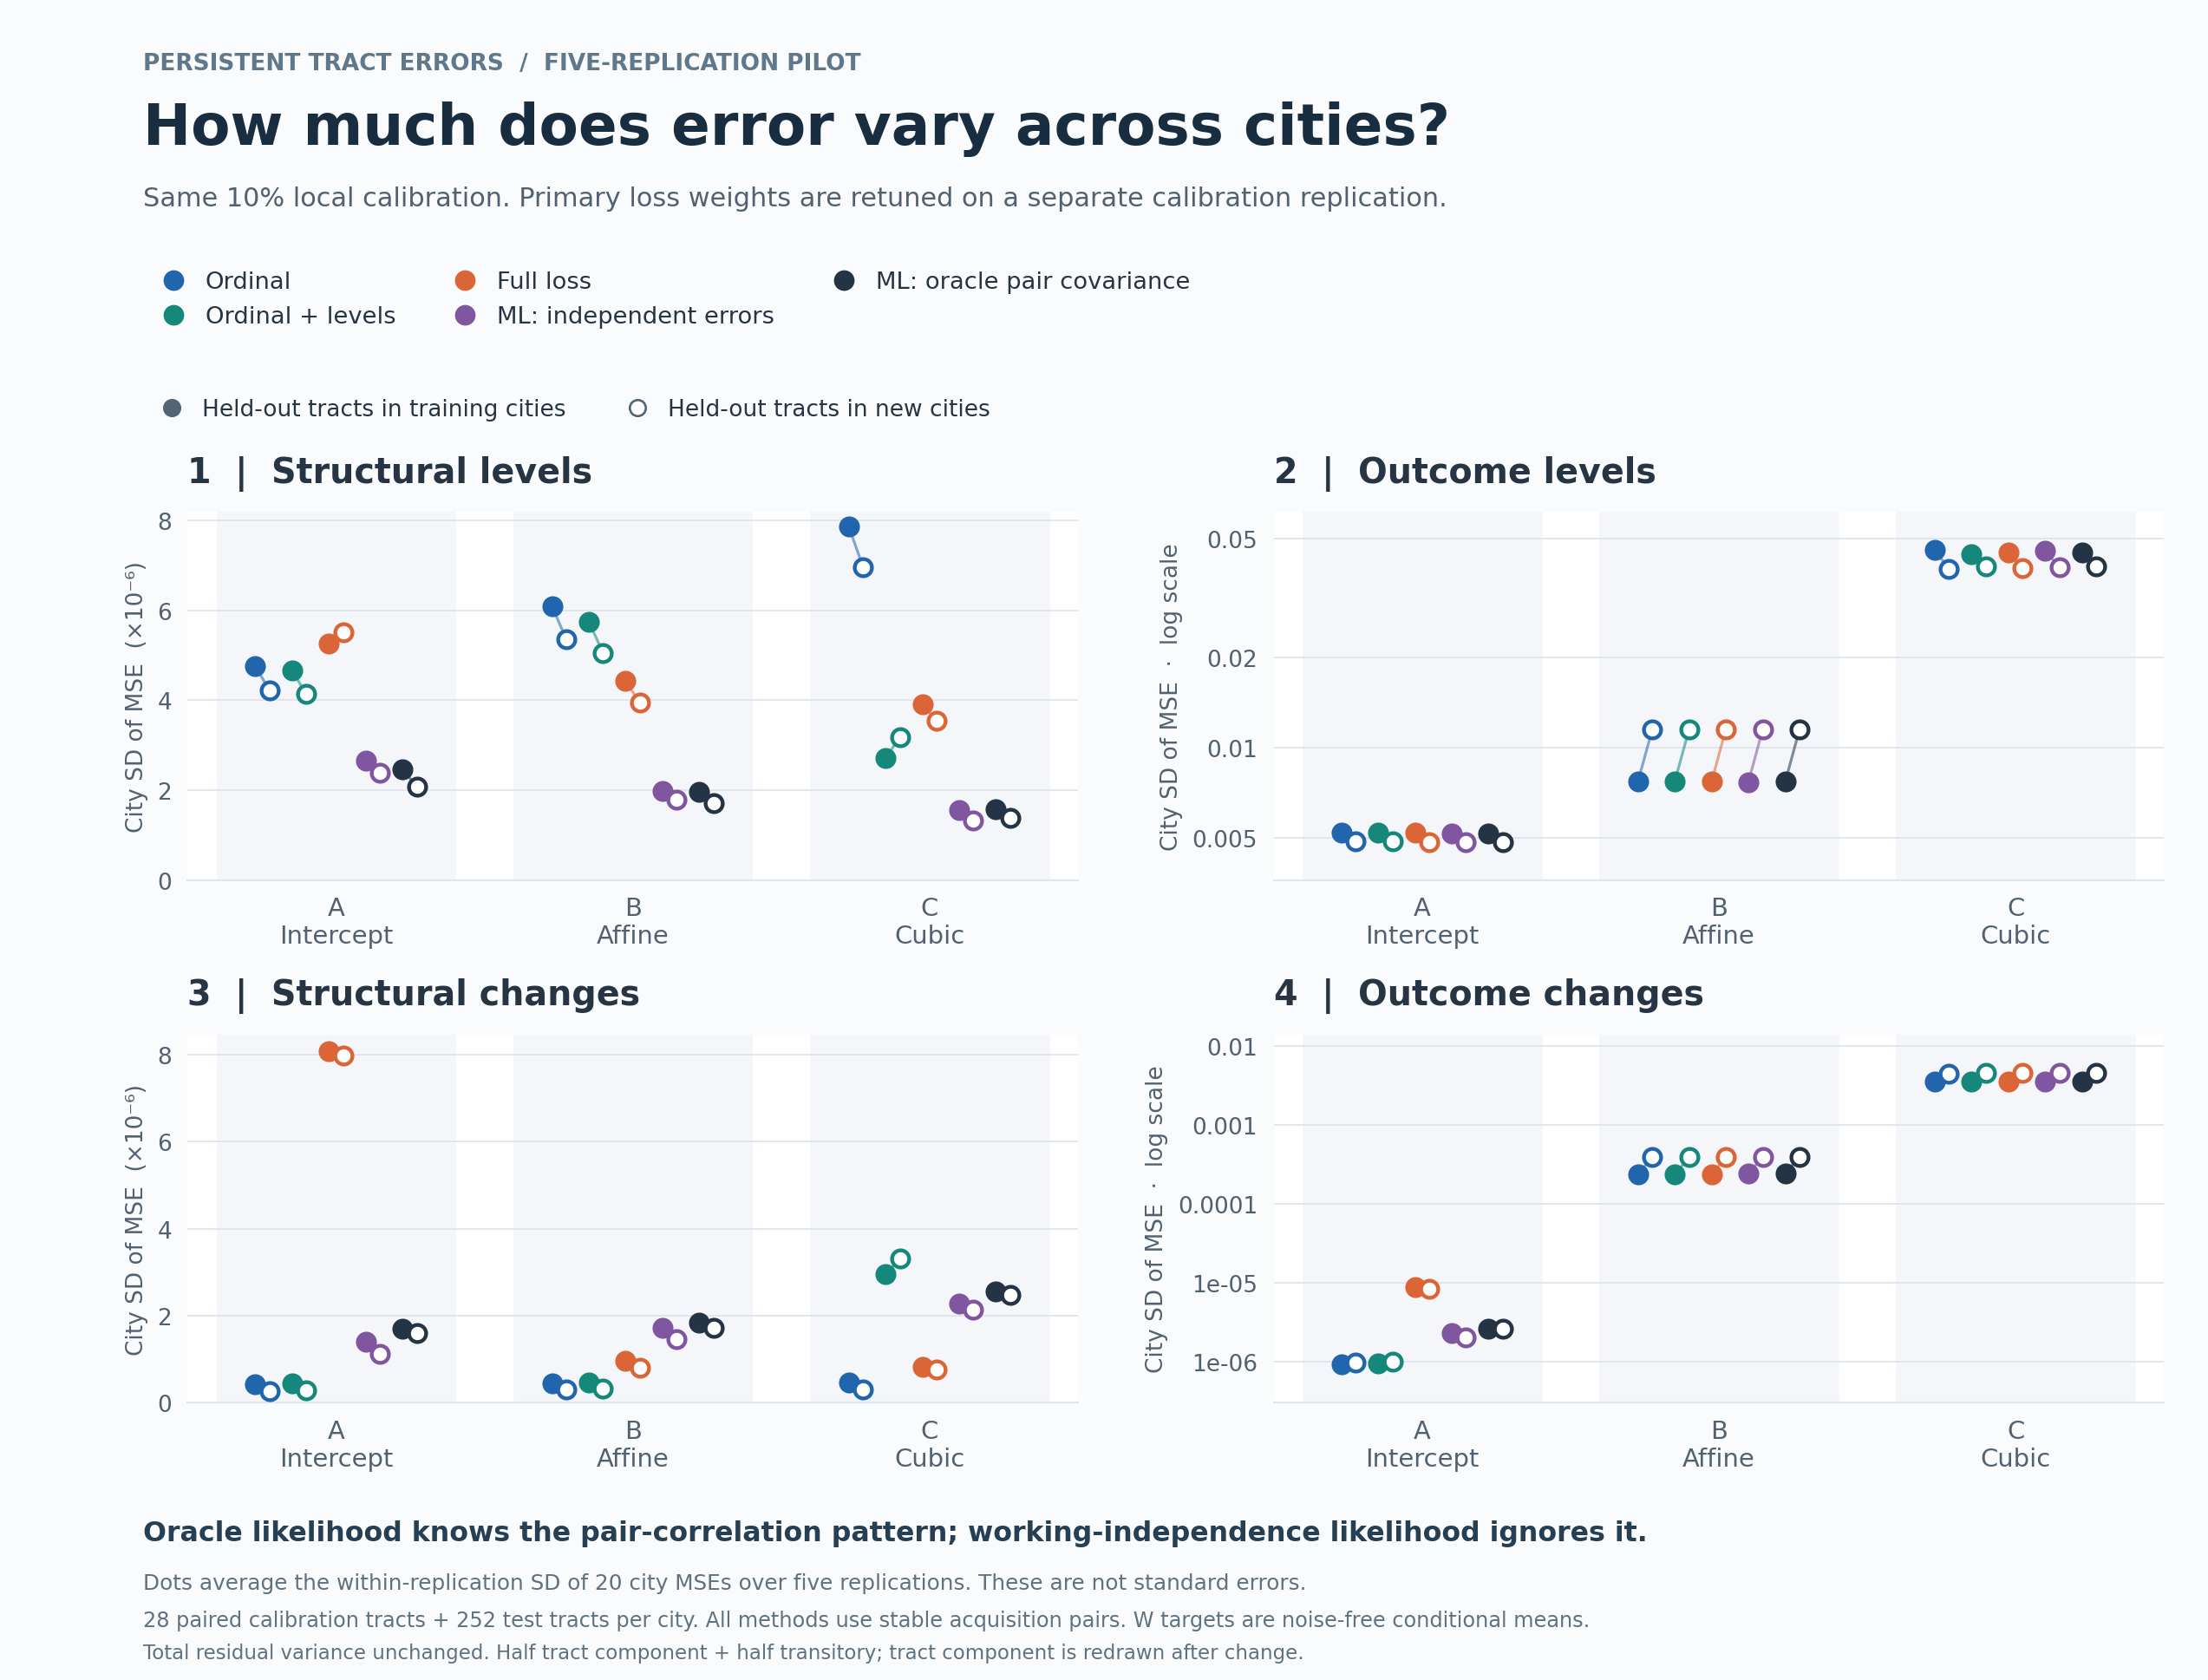 PERSISTENT TRACT ERRORS / FIVE-REPLICATION PILOT
How much does error vary across cities?
Same 10% local calibration. Primary loss weights are retuned on a separate calibration replication.
Ordinal
Full loss
ML: oracle pair covariance
Ordinal + levels
ML: independent errors
Held-out tracts in training cities
Held-out tracts in new cities
1 | Structural levels
City SD of MSE (×10⁻⁶)
8
6
4
2
0
A
Intercept
B
Affine
C
Cubic
2 | Outcome levels
City SD of MSE · log scale
0.05
0.02
0.01
0.005
A
Intercept
B
Affine
C
Cubic
3 | Structural changes
City SD of MSE (×10⁻⁶)
8
6
4
2
0
A
Intercept
B
Affine
C
Cubic
4 | Outcome changes
City SD of MSE · log scale
0.01
0.001
0.0001
1e-05
1e-06
A
Intercept
B
Affine
C
Cubic
Oracle likelihood knows the pair-correlation pattern; working-independence likelihood ignores it.
Dots average the within-replication SD of 20 city MSEs over five replications. These are not standard errors.
28 paired calibration tracts + 252 test tracts per city. All methods use stable acquisition pairs. W targets are noise-free conditional means.
Total residual variance unchanged. Half tract component + half transitory; tract component is redrawn after change.